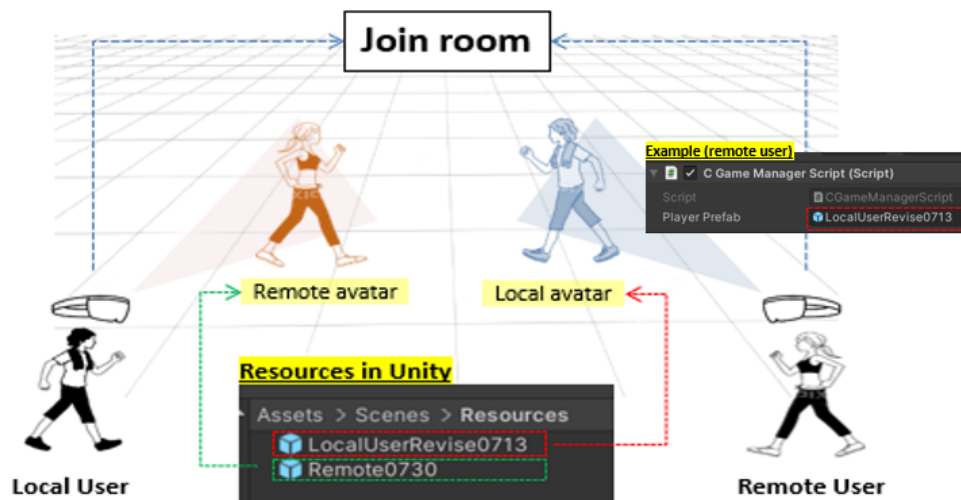 Join room
Example (remote user)
# C Game Manager Script (Script)
Script
CGameManagerScript
Player Prefab
LocalUserRevise0713
Remote avatar
Local avatar
Resources in Unity
Assets > Scenes > Resources
LocalUserRevise0713
Remote0730
Local User
Remote User